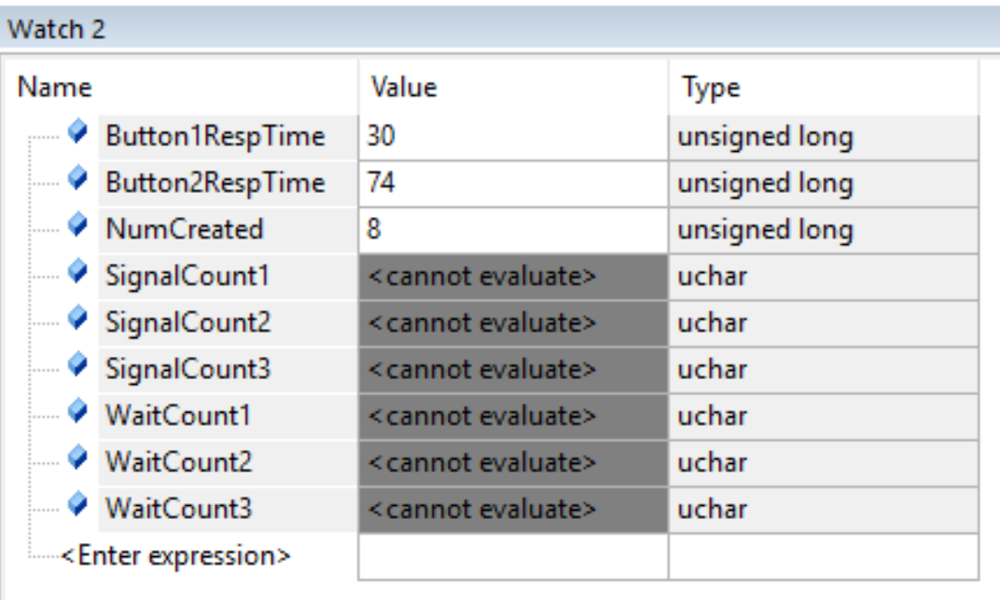 Watch 2
Name Value Type
Button1RespTime 30 unsigned long
Button2RespTime 74 unsigned long
NumCreated 8 unsigned long
SignalCount1 <cannot evaluate> uchar
SignalCount2 <cannot evaluate> uchar
SignalCount3 <cannot evaluate> uchar
WaitCount1 <cannot evaluate> uchar
WaitCount2 <cannot evaluate> uchar
WaitCount3 <cannot evaluate> uchar
<Enter expression>